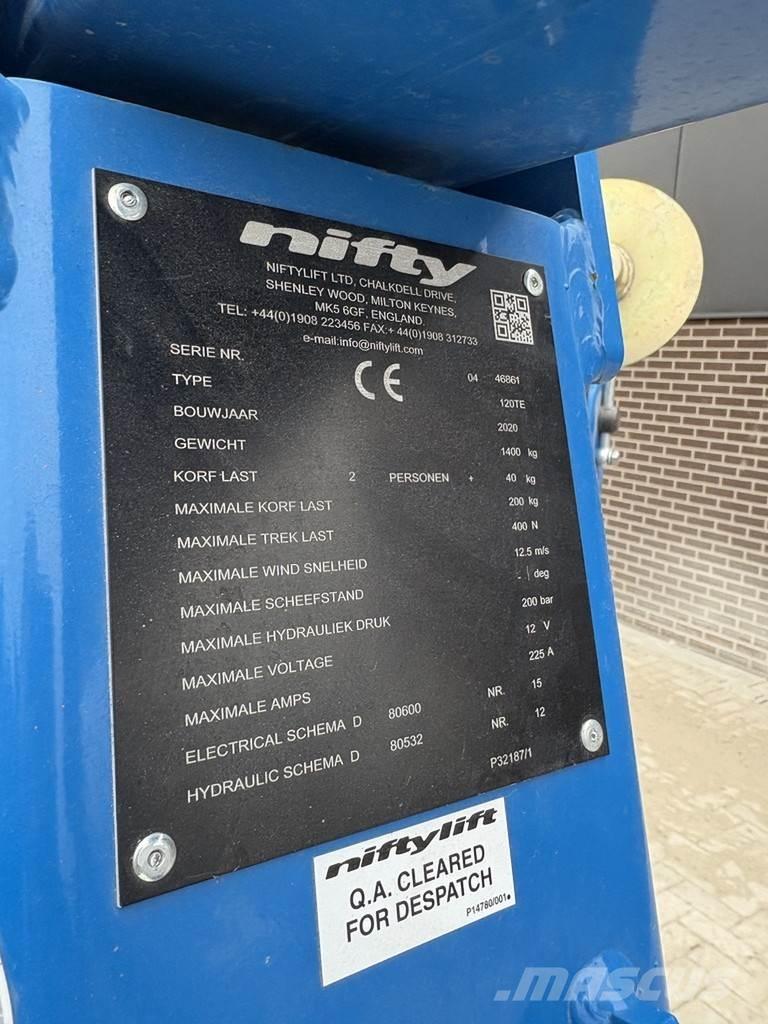 nifty
NIFTYLIFT LTD, CHALKDELL DRIVE,
SHENLEY WOOD, MILTON KEYNES,
MK5 6GF, ENGLAND.
TEL: +44(0)1908 223456 FAX:+ 44(0)1908 312733
e-mail:info@niftylift.com
CE
SERIE NR. 04 46861
TYPE 120TE
BOUWJAAR 2020
GEWICHT 1400 kg
KORF LAST 2 PERSONEN + 40 kg
MAXIMALE KORF LAST 200 kg
MAXIMALE TREK LAST 400 N
MAXIMALE WIND SNELHEID 12.5 m/s
MAXIMALE SCHEEFSTAND deg
MAXIMALE HYDRAULIEK DRUK 200 bar
MAXIMALE VOLTAGE 12 V
MAXIMALE AMPS 225 A
ELECTRICAL SCHEMA D 80600 NR. 15
HYDRAULIC SCHEMA D 80532 NR. 12
P32187/1
niftylift
Q.A. CLEARED
FOR DESPATCH
P14780/001
MASCUS